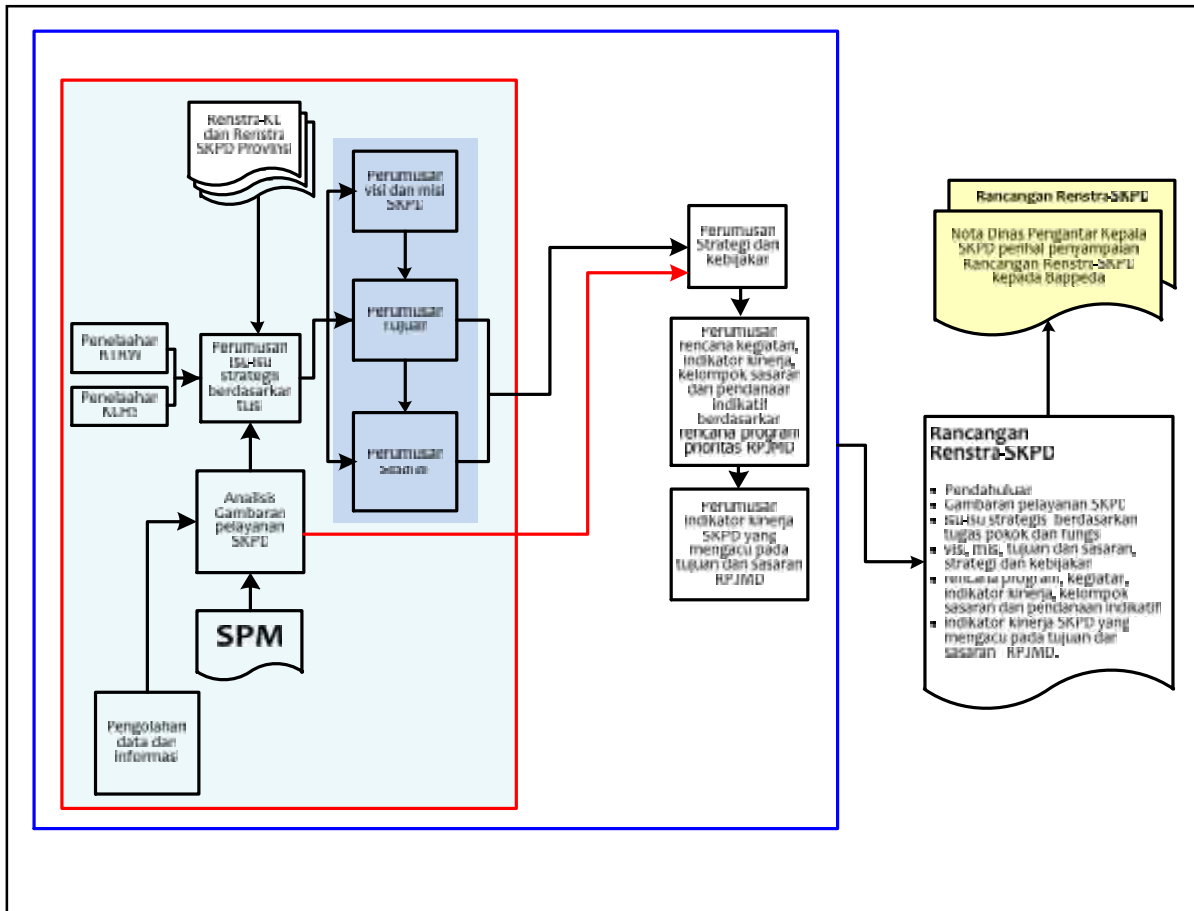 Renstra-KL
dan Renstra
SKPD Provinsi
Perumusan
visi dan misi
SKPD
Perumusan
Tujuan
Perumusan
Penelaahan
RTRW
Penelaahan
KLHS
Perumusan
isu-isu
strategis
berdasarkan
tusi
Analisis
Gambaran
pelayanan
SKPD
SPM
Pengolahan
data dan
informasi
Perumusan
Strategi dan
kebijakan
Perumusan
rencana kegiatan,
indikator kinerja,
kelompok sasaran
dan pendanaan
indikatif
berdasarkan
rencana program
prioritas RPJMD
Perumusan
indikator kinerja
SKPD yang
mengacu pada
tujuan dan sasaran
RPJMD
Rancangan Renstra-SKPD
Nota Dinas Pengantar Kepala
SKPD perihal penyampaian
Rancangan Renstra-SKPD
kepada Bappeda
Rancangan
Renstra-SKPD
▪ Pendahuluan
▪ Gambaran pelayanan SKPD
▪ isu-isu strategis berdasarkan
tugas pokok dan fungsi
▪ visi, misi, tujuan dan sasaran,
strategi dan kebijakan
▪ rencana program, kegiatan,
indikator kinerja, kelompok
sasaran dan pendanaan indikatif
▪ indikator kinerja SKPD yang
mengacu pada tujuan dan
sasaran RPJMD.